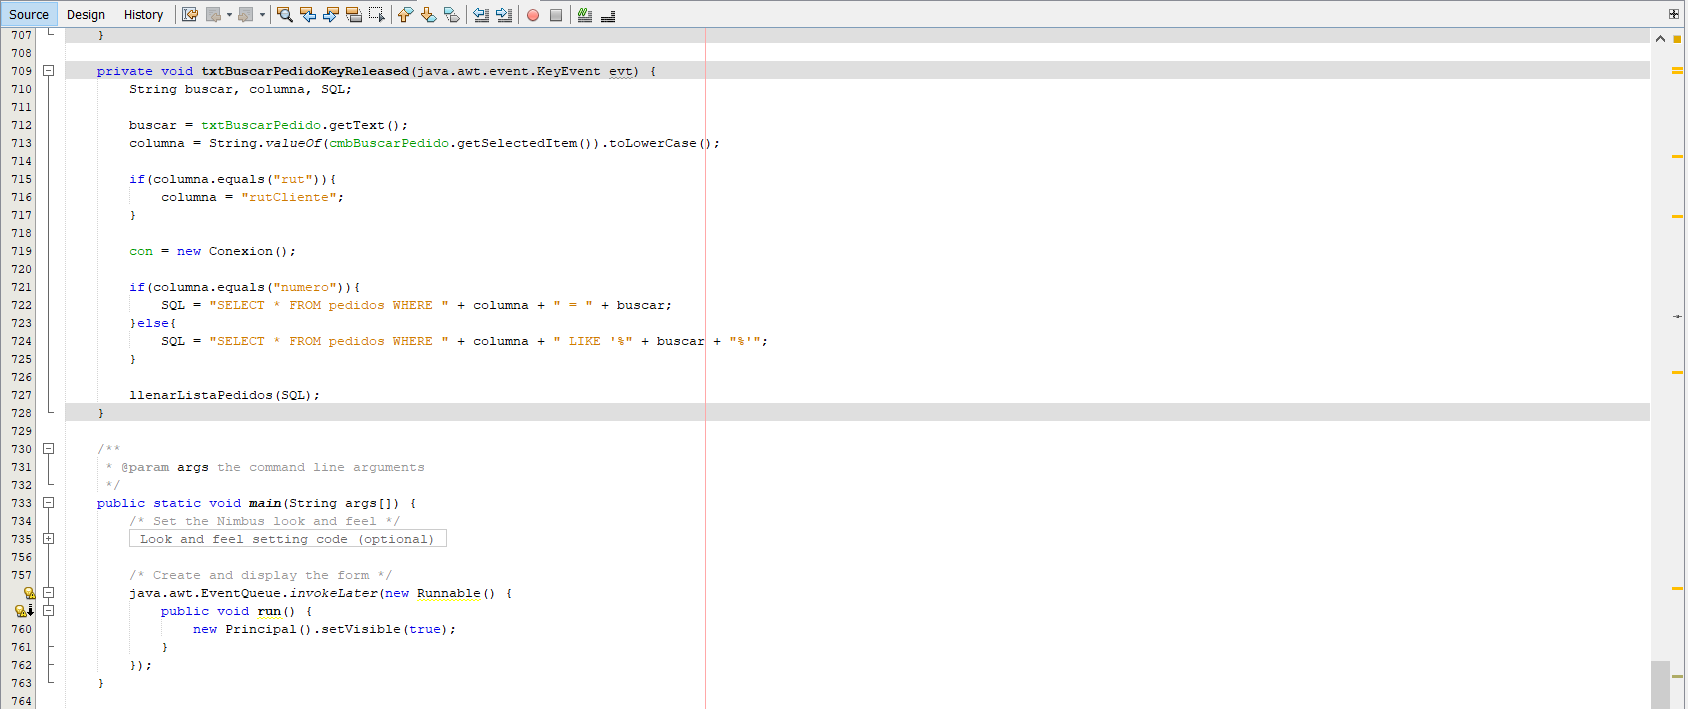 Source Design History
707 }
708
709 private void txtBuscarPedidoKeyReleased(java.awt.event.KeyEvent evt) {
710 String buscar, columna, SQL;
711
712 buscar = txtBuscarPedido.getText();
713 columna = String.valueOf(cmbBuscarPedido.getSelectedItem()).toLowerCase();
714
715 if(columna.equals("rut")){
716 columna = "rutCliente";
717 }
718
719 con = new Conexion();
720
721 if(columna.equals("numero")){
722 SQL = "SELECT * FROM pedidos WHERE " + columna + " = " + buscar;
723 }else{
724 SQL = "SELECT * FROM pedidos WHERE " + columna + " LIKE '%" + buscar + "%'";
725 }
726
727 llenarListaPedidos(SQL);
728 }
729
730 /**
731 * @param args the command line arguments
732 */
733 public static void main(String args[]) {
734 /* Set the Nimbus look and feel */
735 Look and feel setting code (optional)
756
757 /* Create and display the form */
java.awt.EventQueue.invokeLater(new Runnable() {
public void run() {
760 new Principal().setVisible(true);
761 }
762 });
763 }
764